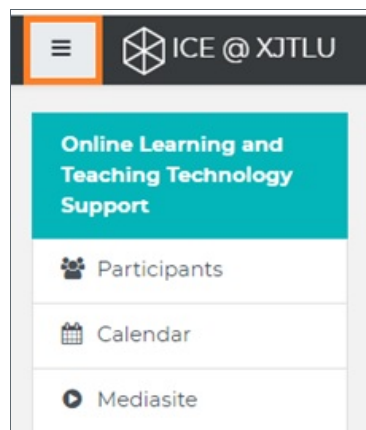 ICE @ XJTLU
Online Learning and
Teaching Technology
Support
Participants
Calendar
Mediasite